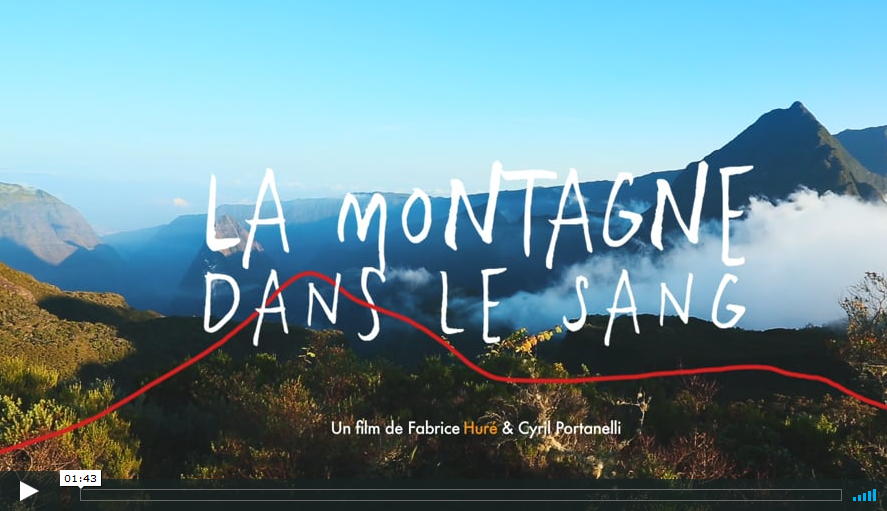 LA MONTAGNE
DANS LE SANG
Un film de Fabrice Huré & Cyril Portanelli
01:43